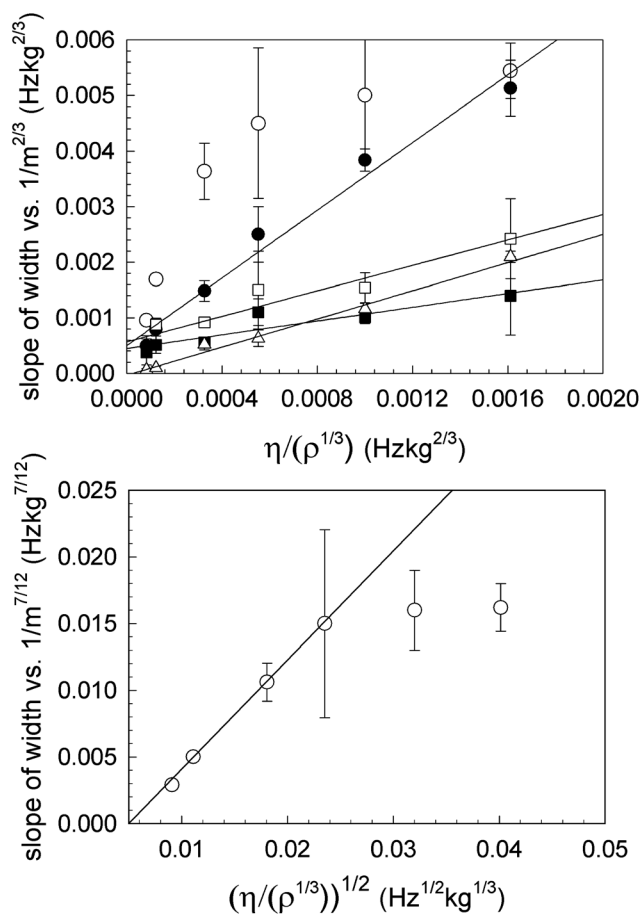 0.006
0.005
0.004
0.003
0.002
0.001
0.000
slope of width vs. 1/m^2/3 (Hzkg^2/3)
0.0000 0.0004 0.0008 0.0012 0.0016 0.0020
η/(ρ^1/3) (Hzkg^2/3)
0.025
0.020
0.015
0.010
0.005
0.000
slope of width vs. 1/m^7/12 (Hzkg^7/12)
0.01 0.02 0.03 0.04 0.05
(η/(ρ^1/3))^1/2 (Hz^1/2kg^1/3)